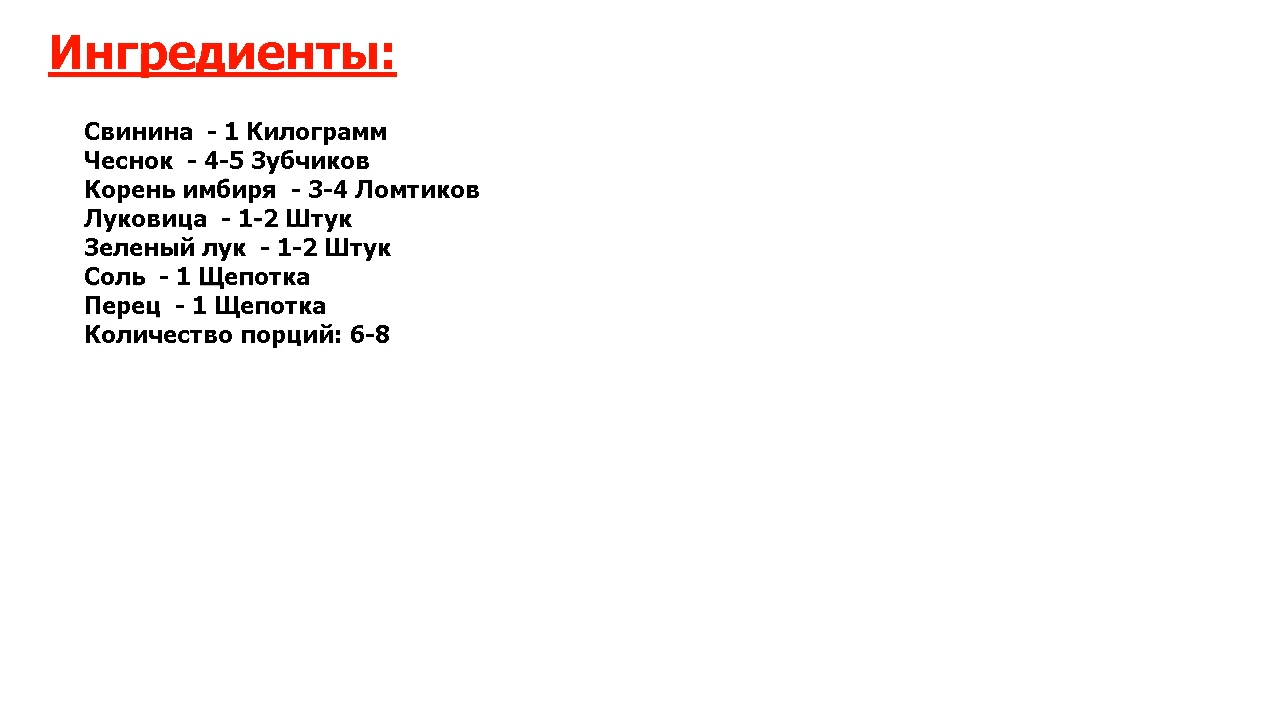 Ингредиенты:
Свинина  - 1 Килограмм
Чеснок  - 4-5 Зубчиков
Корень имбиря  - 3-4 Ломтиков
Луковица  - 1-2 Штук
Зеленый лук  - 1-2 Штук
Соль  - 1 Щепотка
Перец  - 1 Щепотка
Количество порций: 6-8